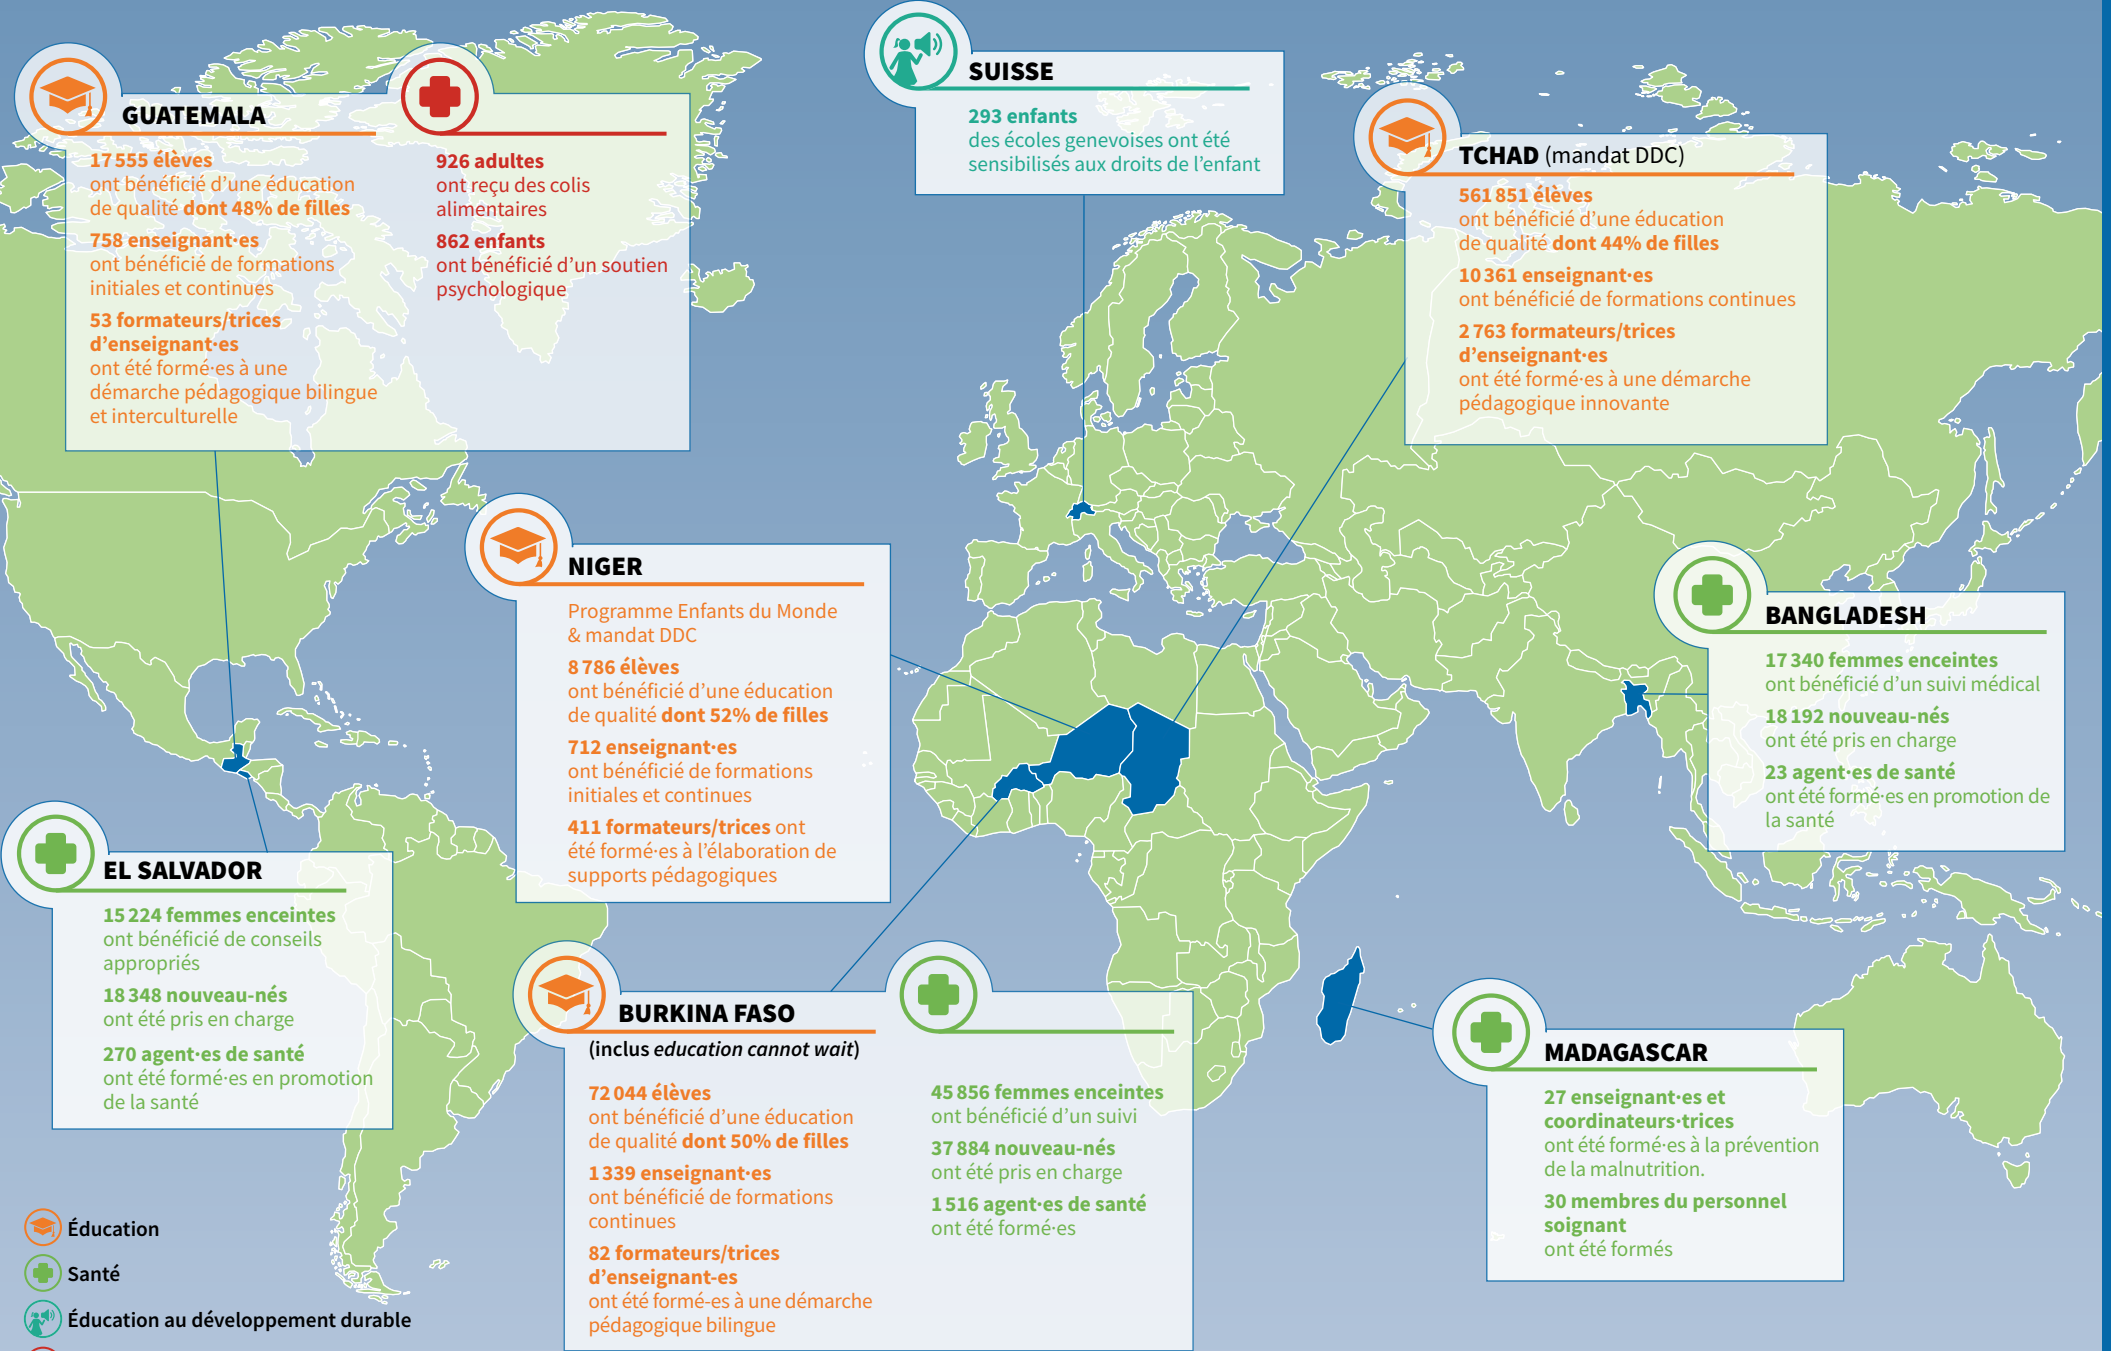 GUATEMALA
17 555 élèves
ont bénéficié d'une éducation
de qualité dont 48% de filles
758 enseignant·es
ont bénéficié de formations
initiales et continues
53 formateurs/trices
d'enseignant·es
ont été formé·es à une
démarche pédagogique bilingue
et interculturelle
926 adultes
ont reçu des colis
alimentaires
862 enfants
ont bénéficié d'un soutien
psychologique
SUISSE
293 enfants
des écoles genevoises ont été
sensibilisés aux droits de l'enfant
TCHAD (mandat DDC)
561 851 élèves
ont bénéficié d'une éducation
de qualité dont 44% de filles
10 361 enseignant·es
ont bénéficié de formations continues
2 763 formateurs/trices
d'enseignant·es
ont été formé·es à une démarche
pédagogique innovante
NIGER
Programme Enfants du Monde
& mandat DDC
8 786 élèves
ont bénéficié d'une éducation
de qualité dont 52% de filles
712 enseignant·es
ont bénéficié de formations
initiales et continues
411 formateurs/trices ont
été formé·es à l'élaboration de
supports pédagogiques
BANGLADESH
17 340 femmes enceintes
ont bénéficié d'un suivi médical
18 192 nouveau-nés
ont été pris en charge
23 agent·es de santé
ont été formé·es en promotion de
la santé
EL SALVADOR
15 224 femmes enceintes
ont bénéficié de conseils
appropriés
18 348 nouveau-nés
ont été pris en charge
270 agent·es de santé
ont été formé·es en promotion
de la santé
BURKINA FASO
(inclus education cannot wait)
72 044 élèves
ont bénéficié d'une éducation
de qualité dont 50% de filles
1 339 enseignant·es
ont bénéficié de formations
continues
82 formateurs/trices
d'enseignant-es
ont été formé-es à une démarche
pédagogique bilingue
45 856 femmes enceintes
ont bénéficié d'un suivi
37 884 nouveau-nés
ont été pris en charge
1 516 agent·es de santé
ont été formé·es
MADAGASCAR
27 enseignant·es et
coordinateurs·trices
ont été formé·es à la prévention
de la malnutrition.
30 membres du personnel
soignant
ont été formés
Éducation
Santé
Éducation au développement durable